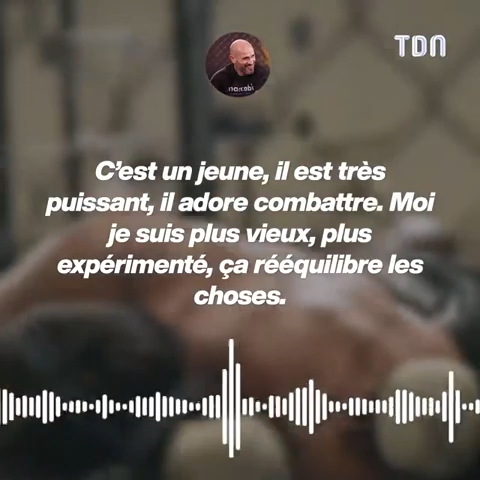 TDN
C'est un jeune, il est très
puissant, il adore combattre. Moi
je suis plus vieux, plus
expérimenté, ça rééquilibre les
choses.